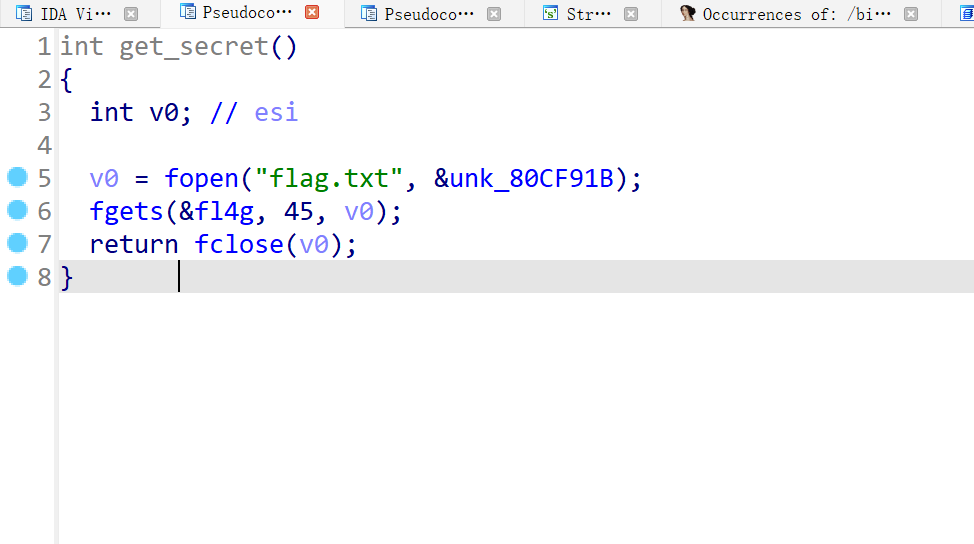 IDA Vi···
Pseudoco···
Pseudoco···
Str···
Occurrences of: /bi···
1 int get_secret()
2 {
3   int v0; // esi
4
5   v0 = fopen("flag.txt", &unk_80CF91B);
6   fgets(&fl4g, 45, v0);
7   return fclose(v0);
8 }